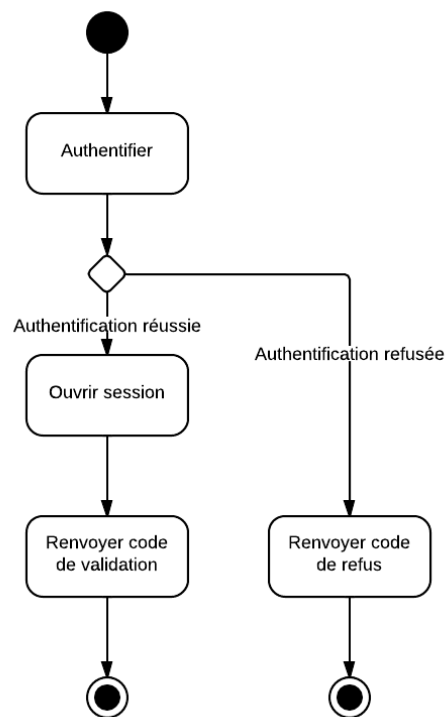 Authentifier
Authentification réussie
Authentification refusée
Ouvrir session
Renvoyer code
de validation
Renvoyer code
de refus